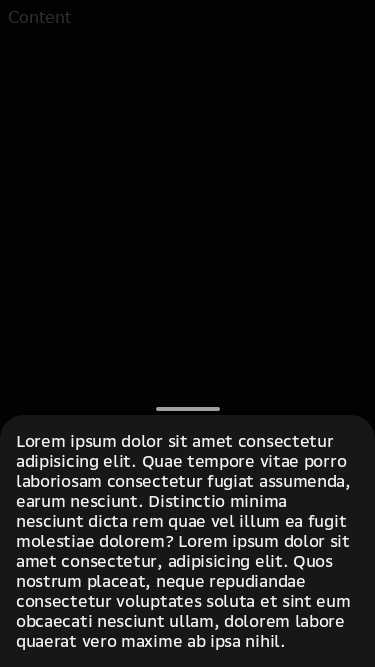 Content
Lorem ipsum dolor sit amet consectetur
adipisicing elit. Quae tempore vitae porro
laboriosam consectetur fugiat assumenda,
earum nesciunt. Distinctio minima
nesciunt dicta rem quae vel illum ea fugit
molestiae dolorem? Lorem ipsum dolor sit
amet consectetur, adipisicing elit. Quos
nostrum placeat, neque repudiandae
consectetur voluptates soluta et sint eum
obcaecati nesciunt ullam, dolorem labore
quaerat vero maxime ab ipsa nihil.